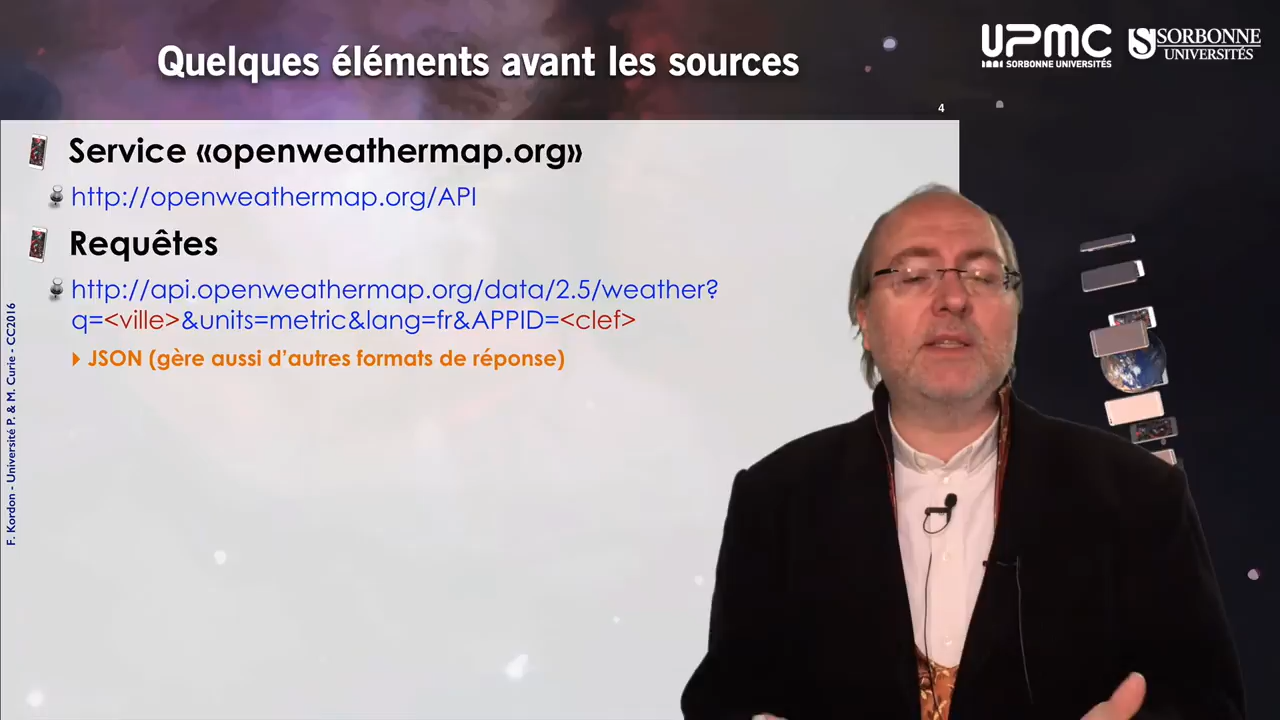 Quelques éléments avant les sources
UPMC
SORBONNE UNIVERSITÉS
SORBONNE
UNIVERSITÉS
4
Service «openweathermap.org»
http://openweathermap.org/API
Requêtes
http://api.openweathermap.org/data/2.5/weather?
q=<ville>&units=metric&lang=fr&APPID=<clef>
JSON (gère aussi d’autres formats de réponse)
F. Kordon - Université P. & M. Curie - CC2016